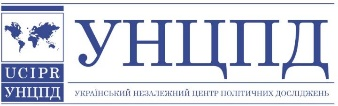 УНЦПД
UCIPR
УНЦПД
УКРАЇНСЬКИЙ НЕЗАЛЕЖНИЙ ЦЕНТР ПОЛІТИЧНИХ ДОСЛІДЖЕНЬ